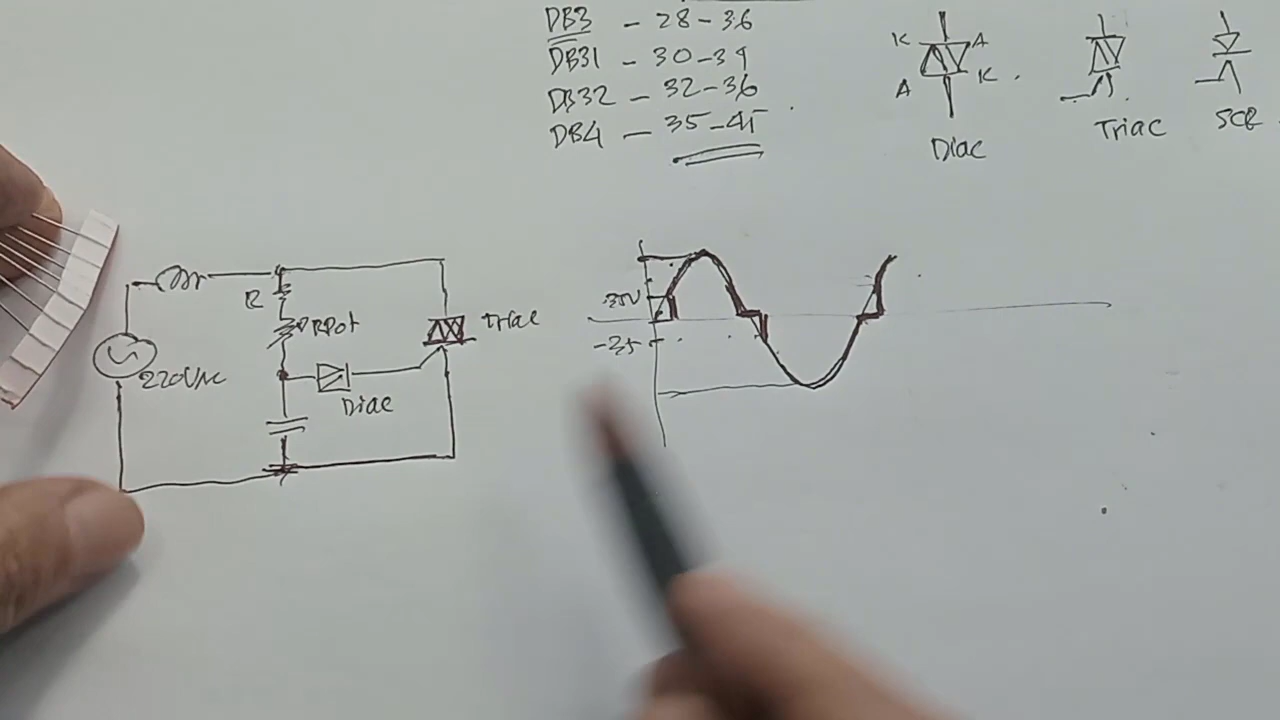 DB3 - 28-36
DB31 - 30-34
DB32 - 32-36
DB4 - 35-45
K A
A K
Diac
Triac
SCR
R
RPot
Triac
220VAC
Diac
35V
-35